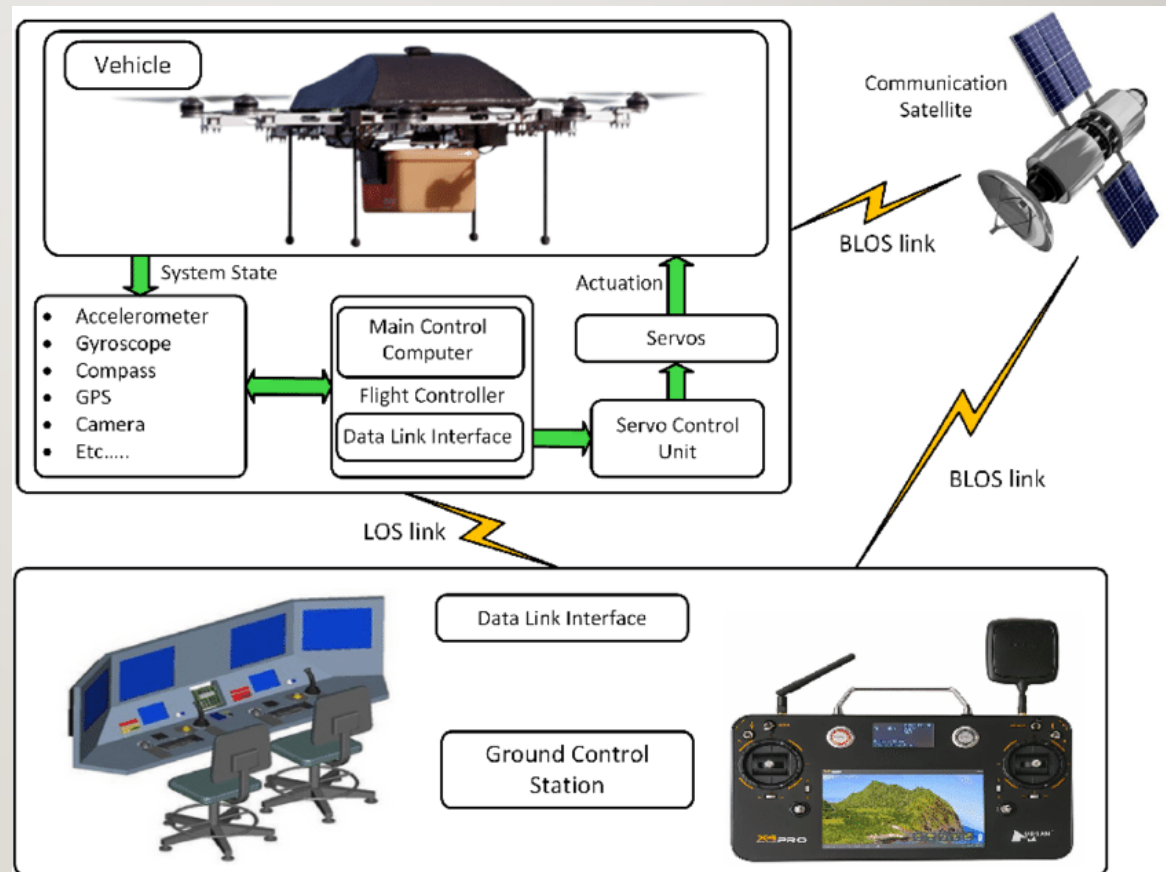 Vehicle
Communication
Satellite
BLOS link
System State
Actuation
• Accelerometer
• Gyroscope
• Compass
• GPS
• Camera
• Etc.....
Main Control
Computer
Flight Controller
Data Link Interface
Servos
Servo Control
Unit
BLOS link
LOS link
Data Link Interface
Ground Control
Station
PRO